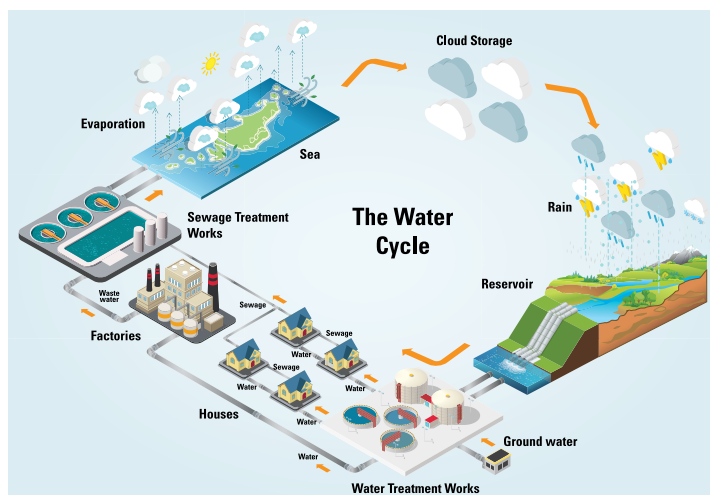 Cloud Storage
Evaporation
Sea
Rain
The Water
Cycle
Sewage Treatment
Works
Reservoir
Waste
water
Sewage
Factories
Sewage
Water
Sewage
Water
Water
Houses
Water
Ground water
Water
Water Treatment Works